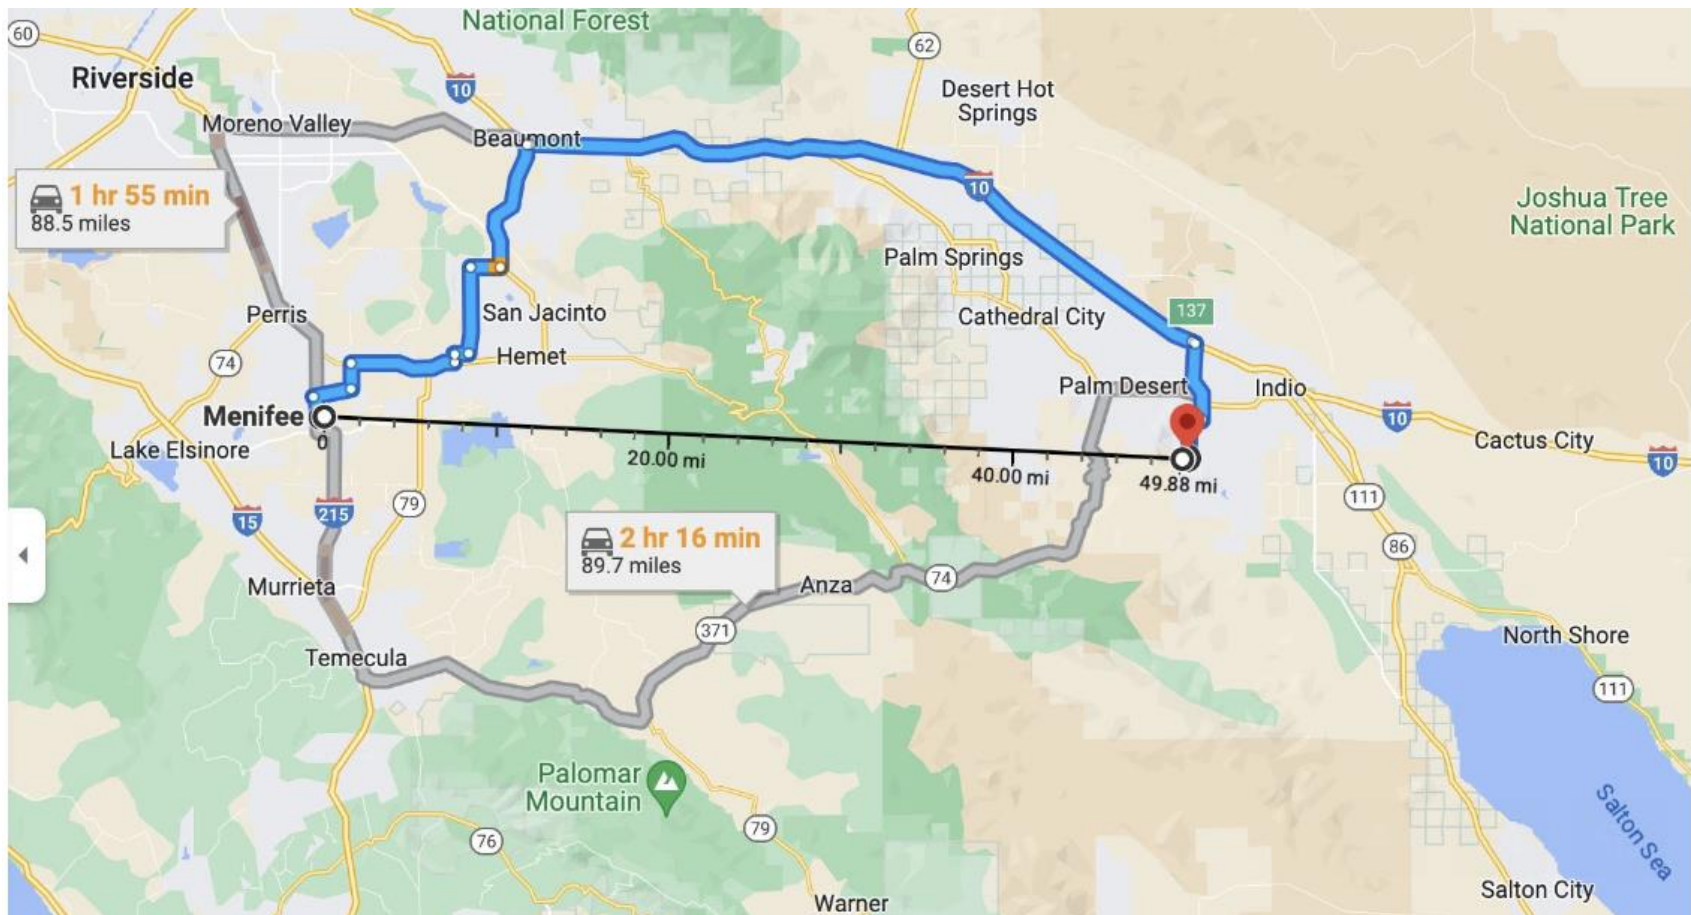 National Forest
60
62
Riverside
10
Desert Hot
Springs
Moreno Valley
Beaumont
1 hr 55 min
88.5 miles
10
Joshua Tree
National Park
Palm Springs
137
Perris
San Jacinto
Cathedral City
74
Hemet
Palm Desert
Indio
Menifee
0
10
Lake Elsinore
20.00 mi
40.00 mi
49.88 mi
Cactus City
10
79
111
15
215
2 hr 16 min
89.7 miles
86
Murrieta
Anza
74
371
North Shore
Temecula
111
Palomar
Mountain
79
76
Salton Sea
Warner
Salton City